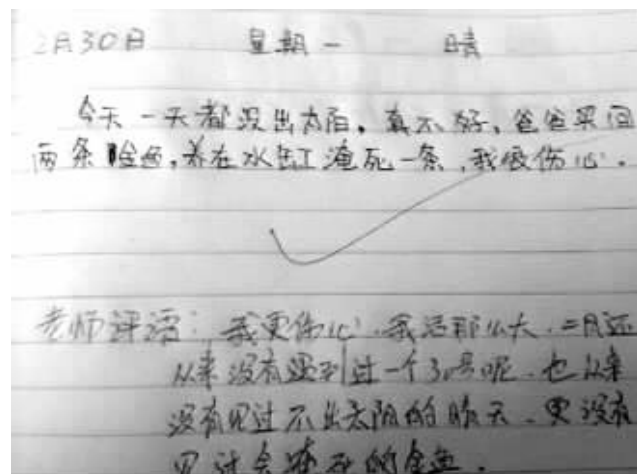 2月30日 星期一 晴
今天一天都没出太阳，真不好，爸爸买回
两条金鱼，养在水缸淹死一条，我很伤心。
老师评语：我更伤心，我活那么大，二月还
从来没有遇到过一个30号呢，也从来
没有见过不出太阳的晴天，更没有
见过会淹死的金鱼。